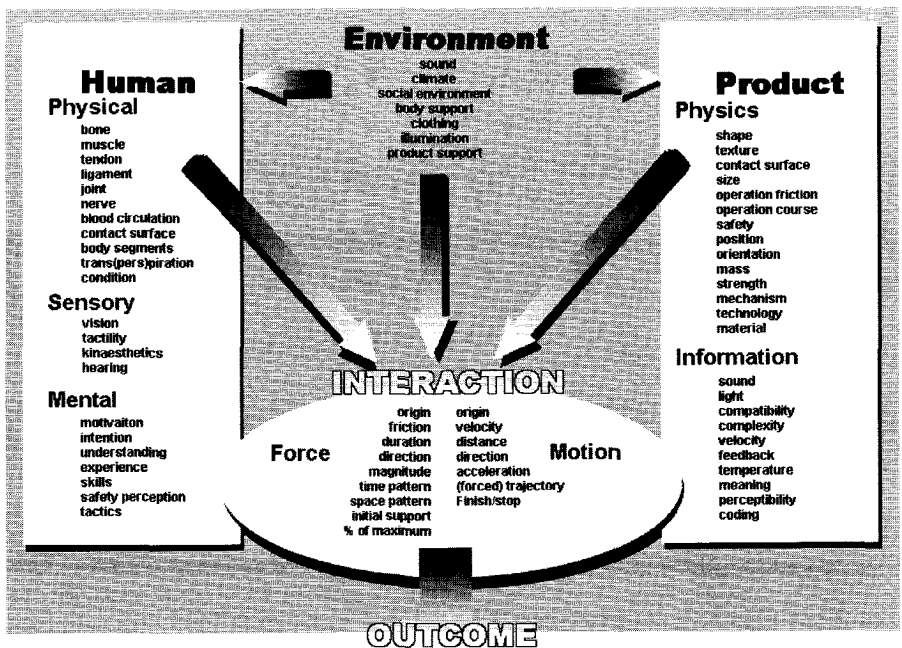 Environment
sound
climate
social environment
body support
clothing
illumination
product support
Human
Physical
bone
muscle
tendon
ligament
joint
nerve
blood circulation
contact surface
body segments
trans(pers)piration
condition
Sensory
vision
tactility
kinaesthetics
hearing
Mental
motivaiton
intention
understanding
experience
skills
safety perception
tactics
Product
Physics
shape
texture
contact surface
size
operation friction
operation course
safety
position
orientation
mass
strength
mechanism
technology
material
Information
sound
light
compatibility
complexity
velocity
feedback
temperature
meaning
perceptibility
coding
INTERACTION
Force
origin
friction
duration
direction
magnitude
time pattern
space pattern
initial support
% of maximum
origin
velocity
distance
direction
acceleration
(forced) trajectory
Finish/stop
Motion
OUTCOME